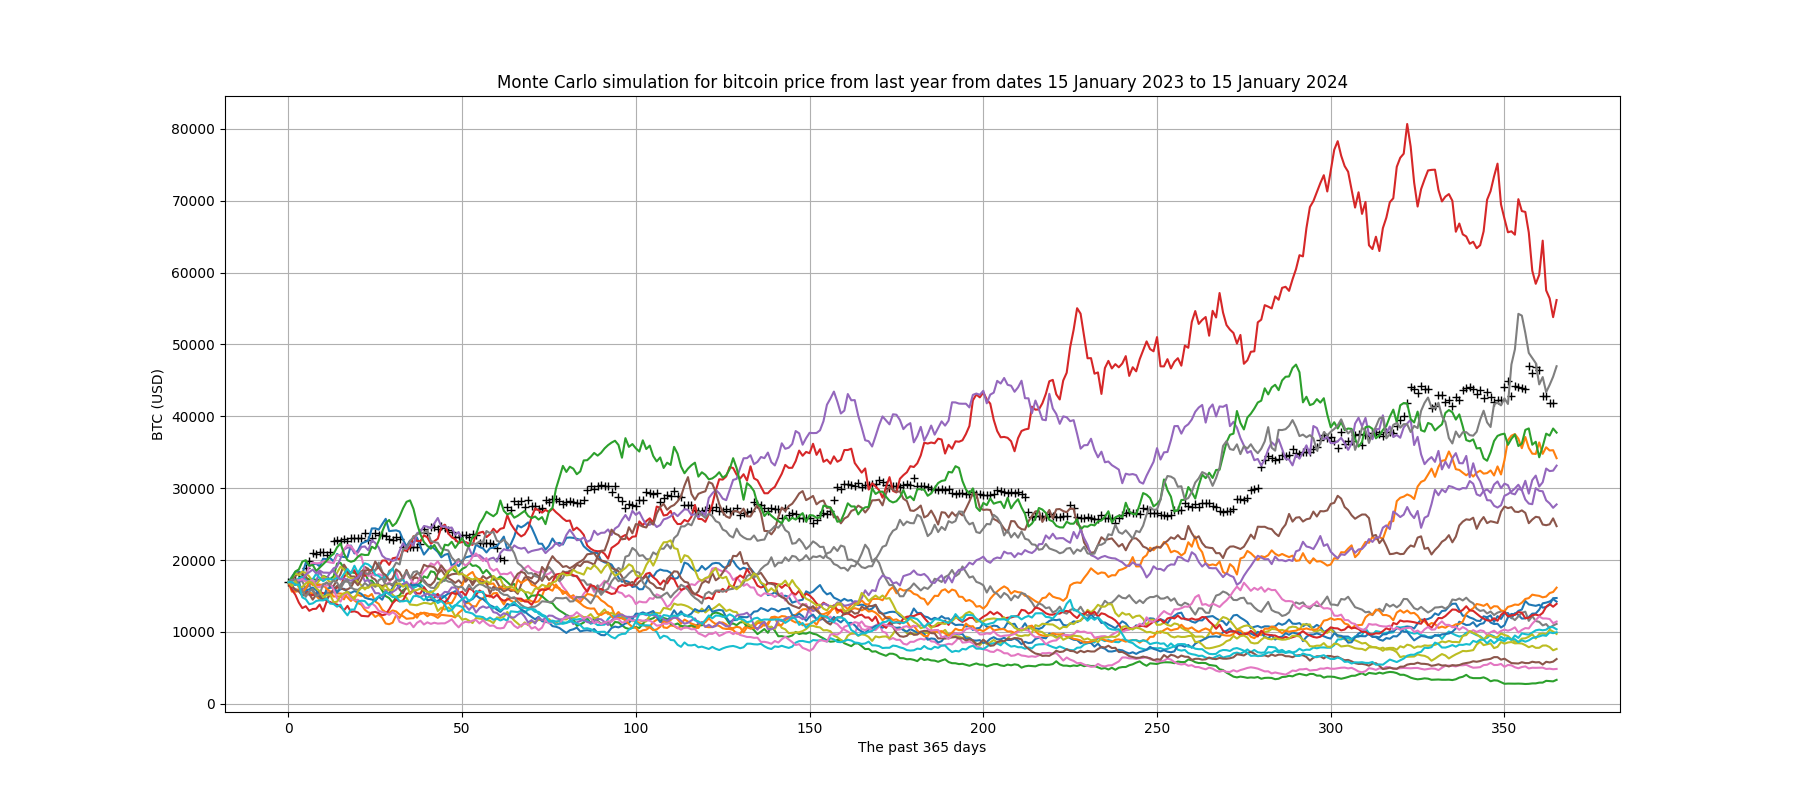 Monte Carlo simulation for bitcoin price from last year from dates 15 January 2023 to 15 January 2024
80000
70000
60000
50000
40000
30000
20000
10000
0
BTC (USD)
0 50 100 150 200 250 300 350
The past 365 days